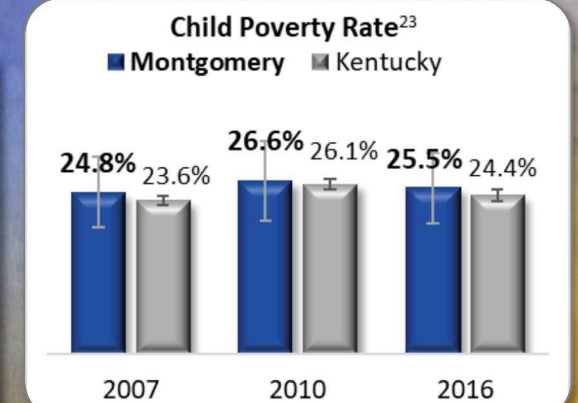 Child Poverty Rate23
Montgomery Kentucky
24.8% 23.6% 26.6% 26.1% 25.5% 24.4%
2007 2010 2016